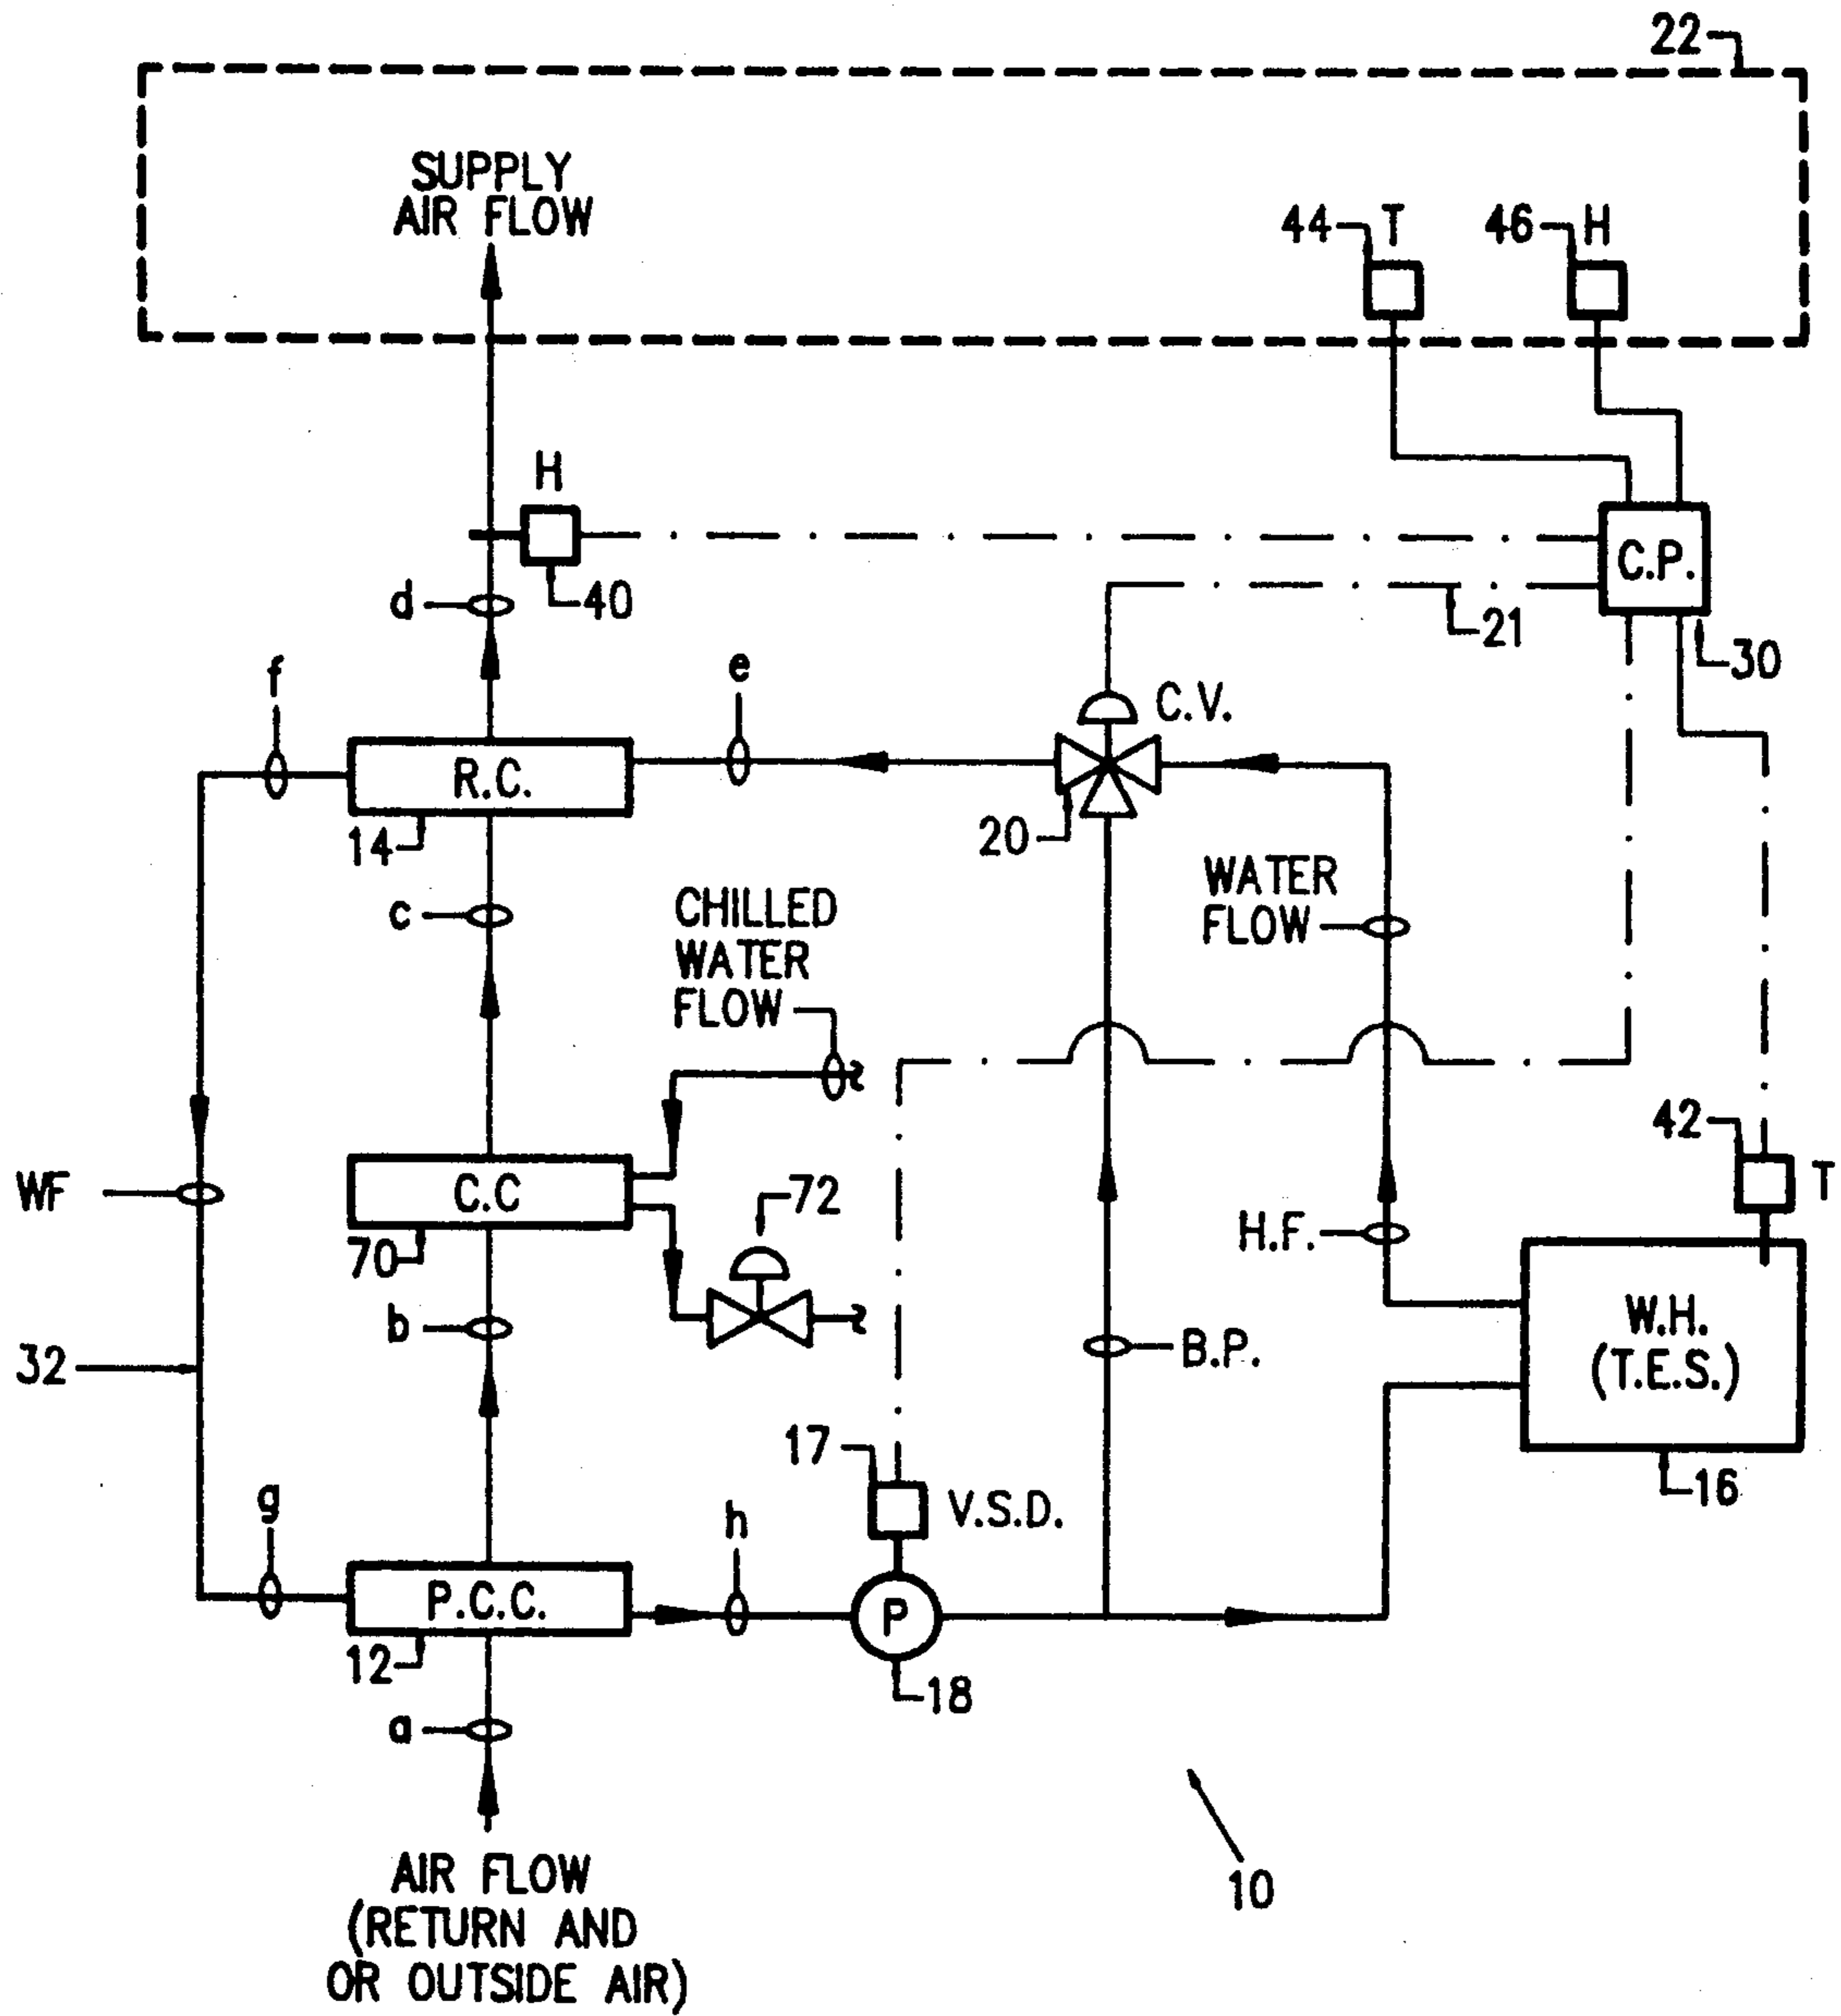 22
SUPPLY
AIR FLOW
44
T
46
H
H
40
d
C.P.
21
30
f
e
C.V.
R.C.
14
20
c
CHILLED
WATER
FLOW
WATER
FLOW
42
T
WF
C.C
70
72
H.F.
b
B.P.
W.H.
(T.E.S.)
32
16
17
V.S.D.
g
h
P.C.C.
P
12
18
a
10
AIR FLOW
(RETURN AND
OR OUTSIDE AIR)